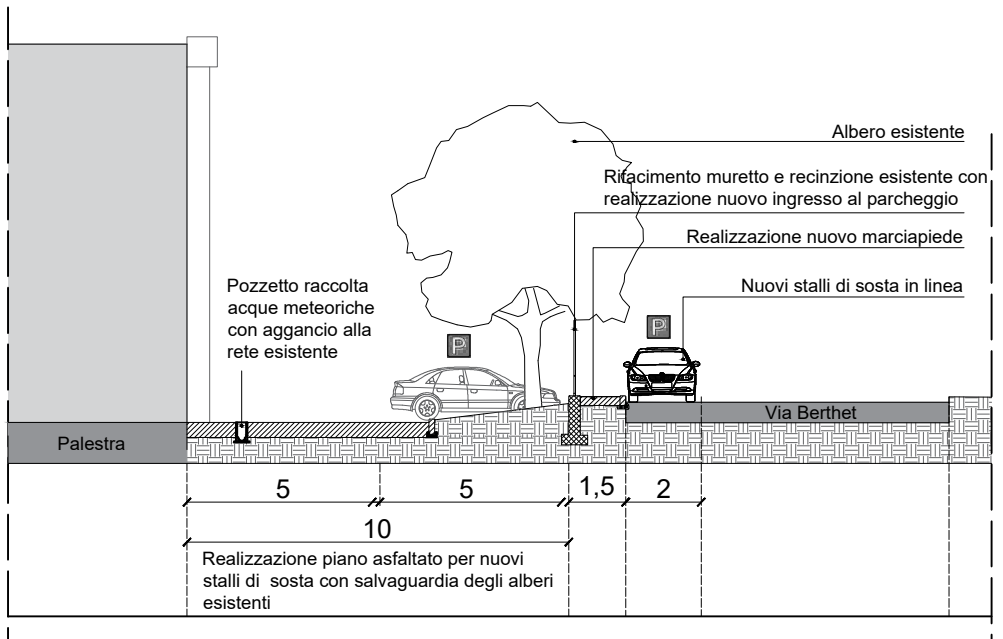 Albero esistente
Rifacimento muretto e recinzione esistente con
realizzazione nuovo ingresso al parcheggio
Realizzazione nuovo marciapiede
Nuovi stalli di sosta in linea
Pozzetto raccolta
acque meteoriche
con aggancio alla
rete esistente
P
P
Via Berthet
Palestra
5
5
1,5
2
10
Realizzazione piano asfaltato per nuovi
stalli di sosta con salvaguardia degli alberi
esistenti